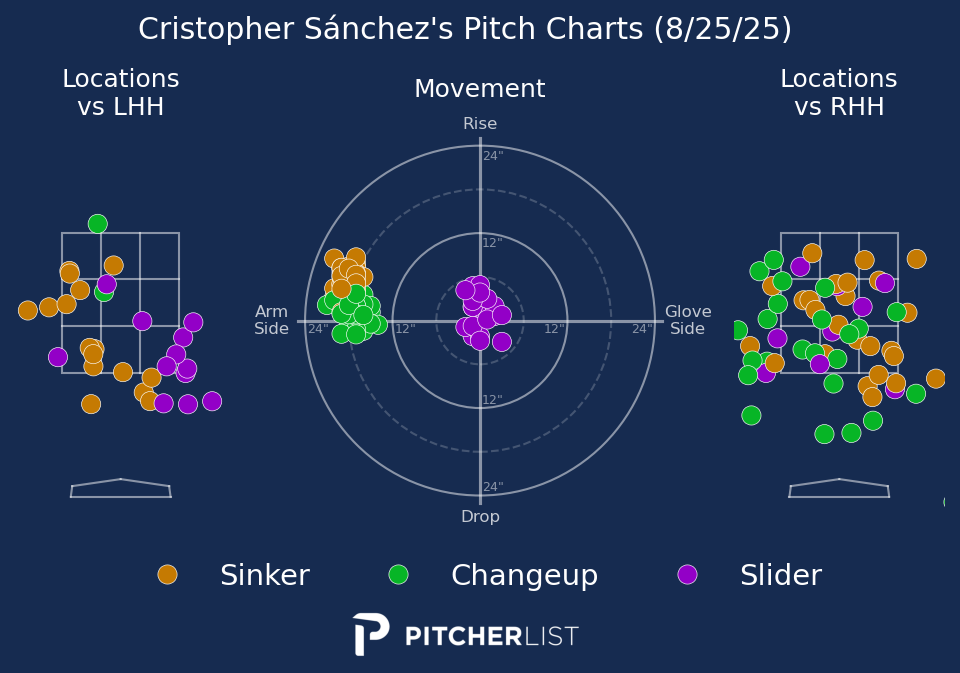 Cristopher Sánchez's Pitch Charts (8/25/25)
Locations
vs LHH
Movement
Locations
vs RHH
Rise
24"
12"
Arm
Side
24"
12"
12"
24"
Glove
Side
12"
24"
Drop
Sinker
Changeup
Slider
PITCHERLIST